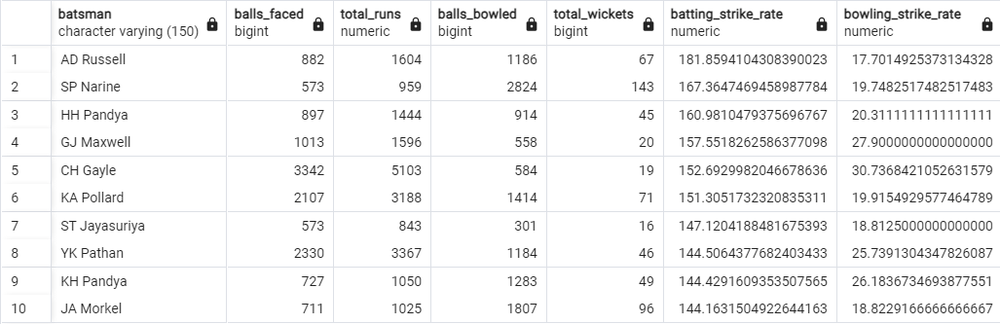 batsman balls_faced total_runs balls_bowled total_wickets batting_strike_rate bowling_strike_rate
character varying (150) bigint numeric bigint bigint numeric numeric
1 AD Russell 882 1604 1186 67 181.8594104308390023 17.7014925373134328
2 SP Narine 573 959 2824 143 167.3647469458987784 19.7482517482517483
3 HH Pandya 897 1444 914 45 160.9810479375696767 20.3111111111111111
4 GJ Maxwell 1013 1596 558 20 157.5518262586377098 27.9000000000000000
5 CH Gayle 3342 5103 584 19 152.6929982046678636 30.7368421052631579
6 KA Pollard 2107 3188 1414 71 151.3051732320835311 19.9154929577464789
7 ST Jayasuriya 573 843 301 16 147.1204188481675393 18.8125000000000000
8 YK Pathan 2330 3367 1184 46 144.5064377682403433 25.7391304347826087
9 KH Pandya 727 1050 1283 49 144.4291609353507565 26.1836734693877551
10 JA Morkel 711 1025 1807 96 144.1631504922644163 18.8229166666666667